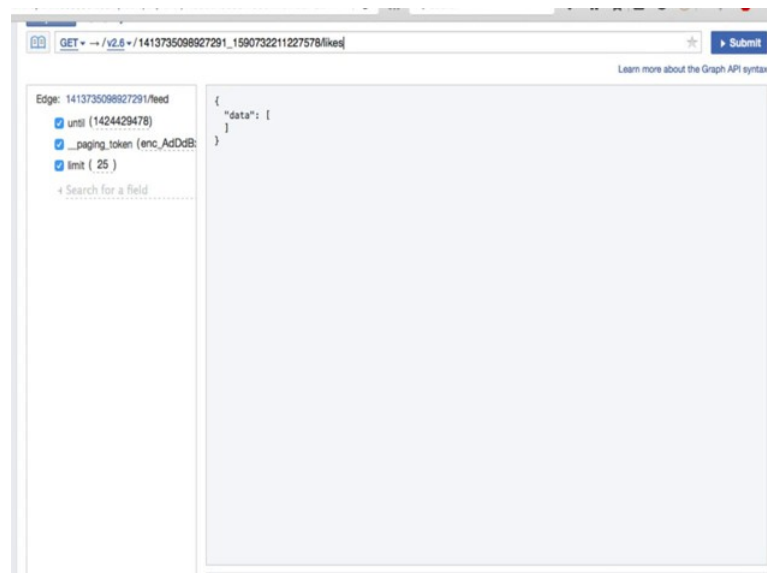 GET → /v2.6 /1413735098927291_1590732211227578/likes
Submit
Learn more about the Graph API syntax
Edge: 1413735098927291/feed
until (1424429478)
__paging_token (enc_AdDdB
limit ( 25 )
Search for a field
{
"data": [
]
}